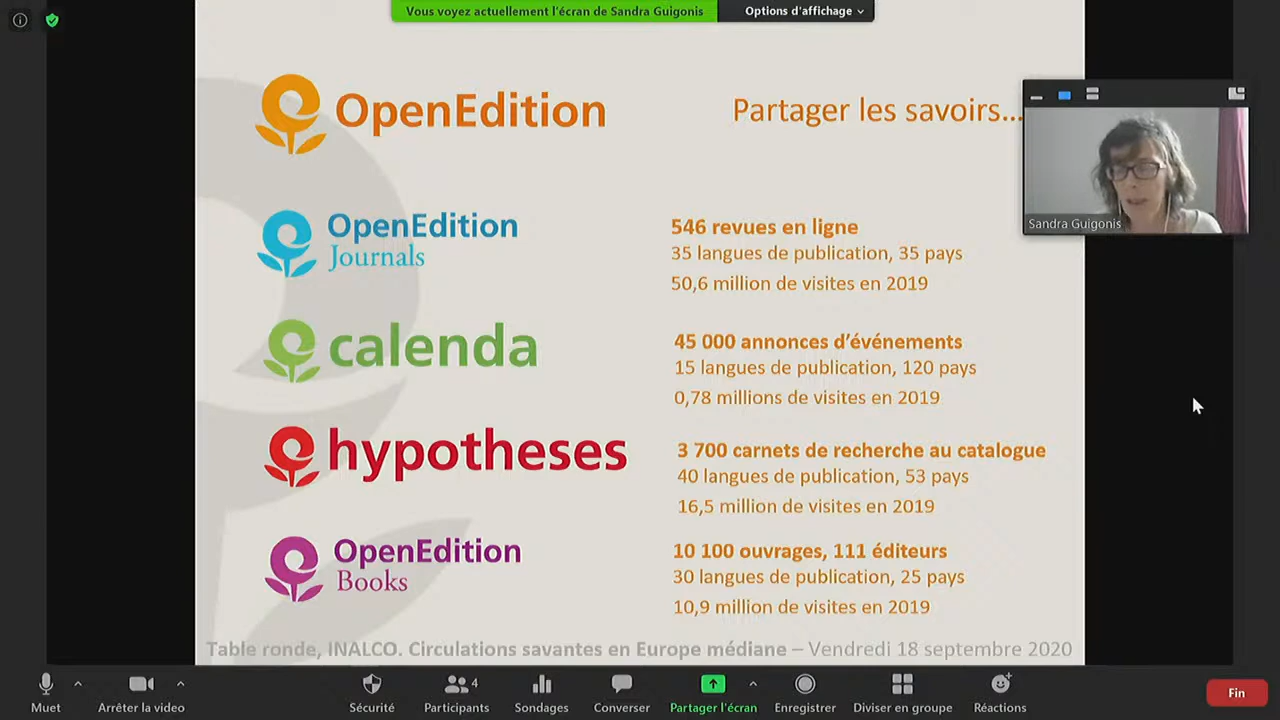 Vous voyez actuellement l'écran de Sandra Guigonis
Options d'affichage
OpenEdition
Partager les savoirs...
Sandra Guigonis
OpenEdition
Journals
546 revues en ligne
35 langues de publication, 35 pays
50,6 million de visites en 2019
calenda
45 000 annonces d’événements
15 langues de publication, 120 pays
0,78 millions de visites en 2019
hypotheses
3 700 carnets de recherche au catalogue
40 langues de publication, 53 pays
16,5 million de visites en 2019
OpenEdition
Books
10 100 ouvrages, 111 éditeurs
30 langues de publication, 25 pays
10,9 million de visites en 2019
Table ronde, INALCO. Circulations savantes en Europe médiane – Vendredi 18 septembre 2020
Muet
Arrêter la video
Sécurité
4
Participants
Sondages
Converser
Partager l'écran
Enregistrer
Diviser en groupe
Réactions
Fin